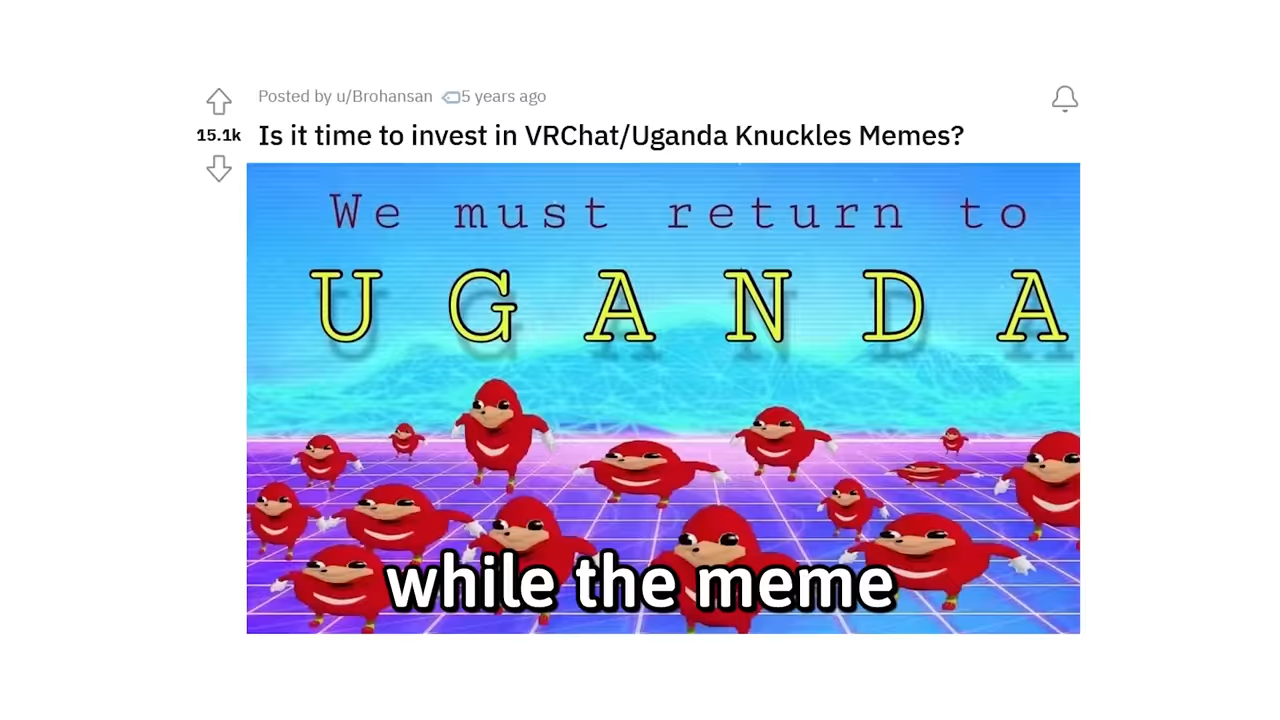 Posted by u/Brohansan 5 years ago
15.1k
Is it time to invest in VRChat/Uganda Knuckles Memes?
We must return to
UGANDA
while the meme